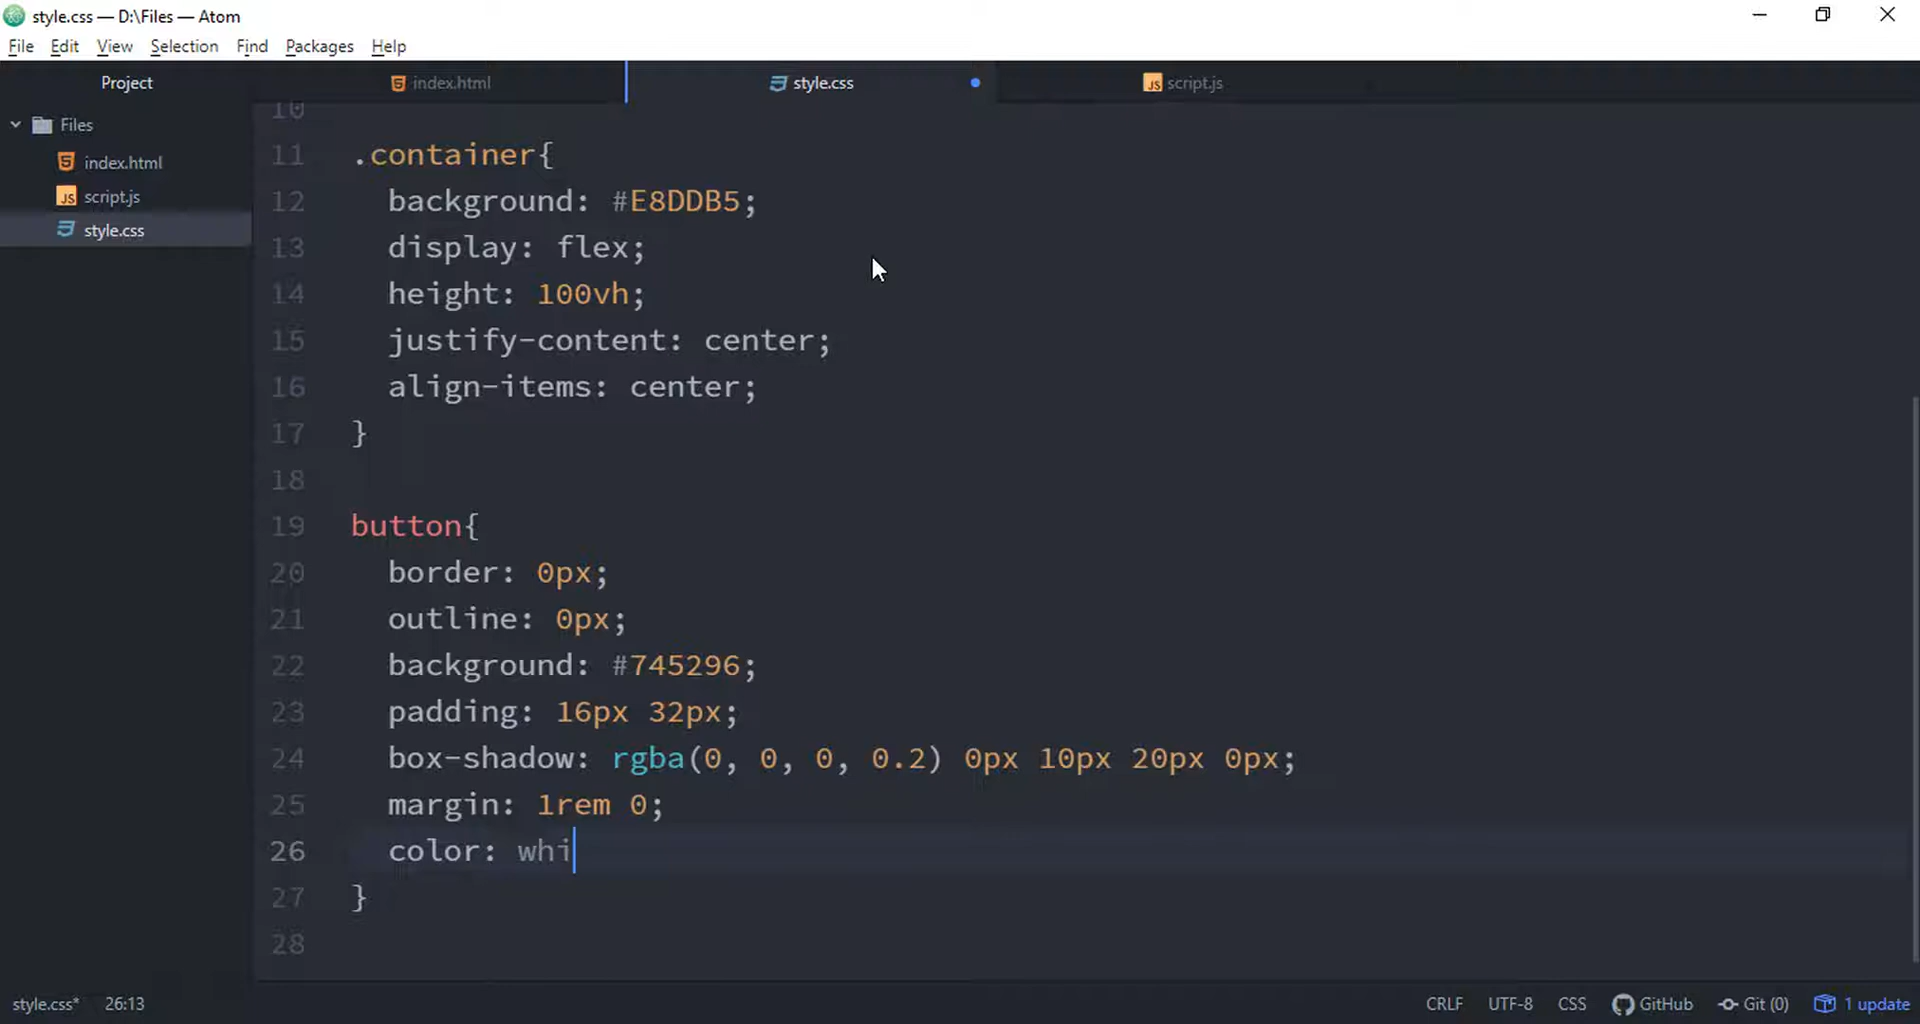 style.css — D:\Files — Atom
File Edit View Selection Find Packages Help
Project index.html style.css JS script.js
Files
index.html
JS script.js
style.css
10
11 .container{
12 background: #E8DDB5;
13 display: flex;
14 height: 100vh;
15 justify-content: center;
16 align-items: center;
17 }
18
19 button{
20 border: 0px;
21 outline: 0px;
22 background: #745296;
23 padding: 16px 32px;
24 box-shadow: rgba(0, 0, 0, 0.2) 0px 10px 20px 0px;
25 margin: 1rem 0;
26 color: whi
27 }
28
style.css* 26:13 CRLF UTF-8 CSS GitHub Git (0) 1 update